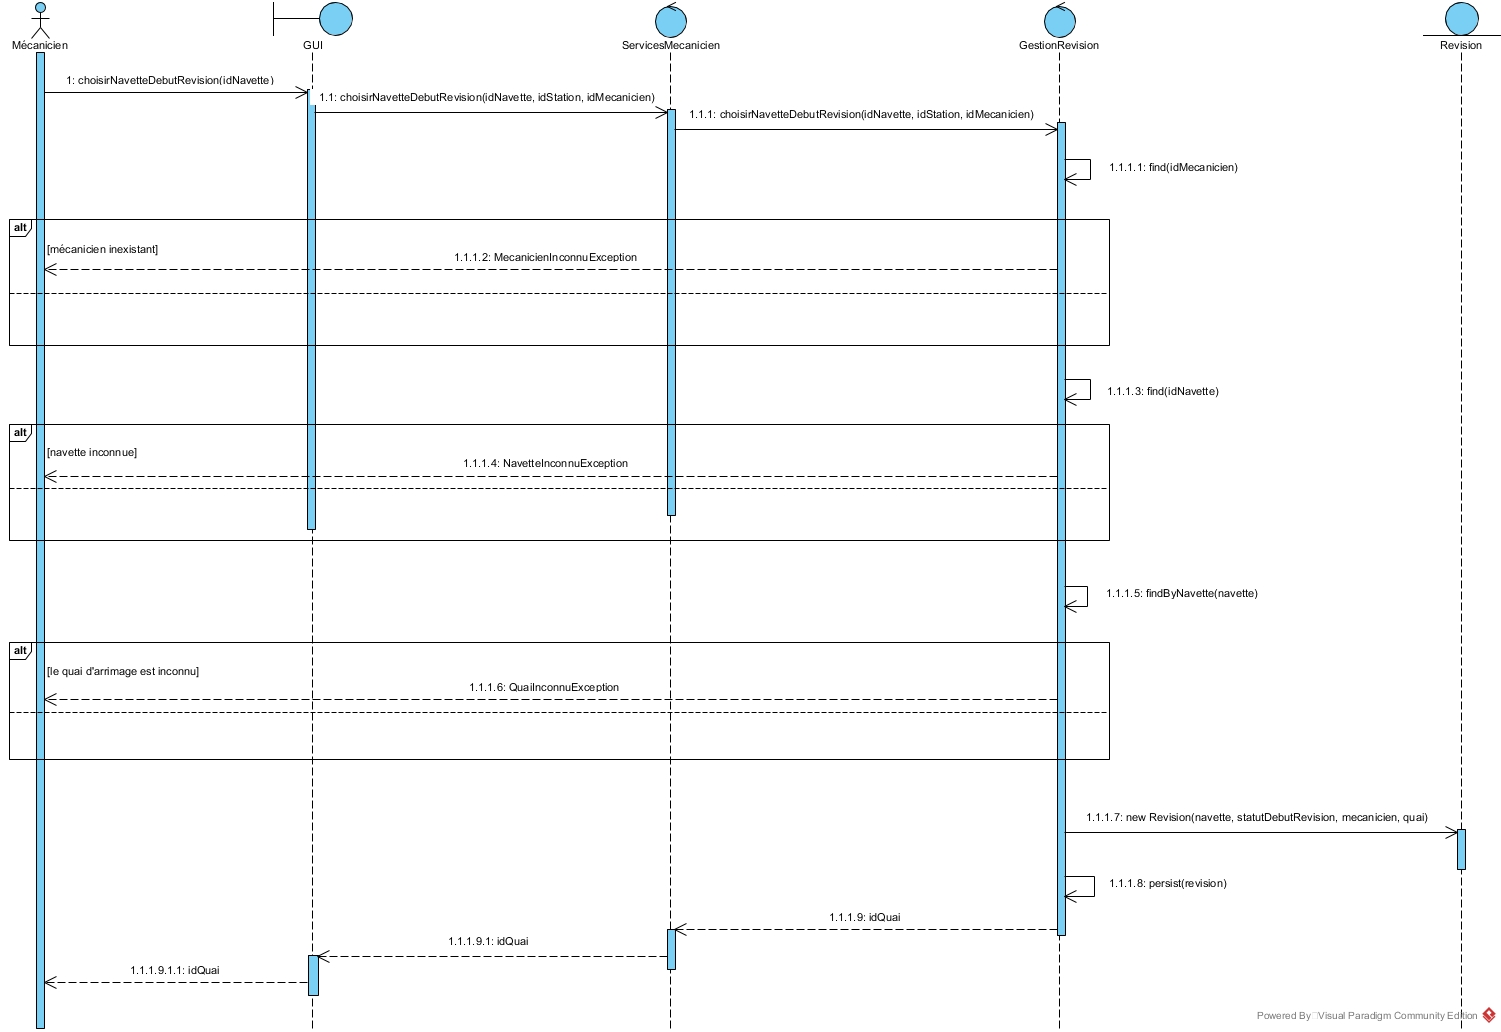 Mécanicien
GUI
ServicesMecanicien
GestionRevision
Revision
1: choisirNavetteDebutRevision(idNavette)
1.1: choisirNavetteDebutRevision(idNavette, idStation, idMecanicien)
1.1.1: choisirNavetteDebutRevision(idNavette, idStation, idMecanicien)
1.1.1.1: find(idMecanicien)
alt
[mécanicien inexistant]
1.1.1.2: MecanicienInconnuException
1.1.1.3: find(idNavette)
alt
[navette inconnue]
1.1.1.4: NavetteInconnuException
1.1.1.5: findByNavette(navette)
alt
[le quai d'arrimage est inconnu]
1.1.1.6: QuaiInconnuException
1.1.1.7: new Revision(navette, statutDebutRevision, mecanicien, quai)
1.1.1.8: persist(revision)
1.1.1.9: idQuai
1.1.1.9.1: idQuai
1.1.1.9.1.1: idQuai
Powered By Visual Paradigm Community Edition